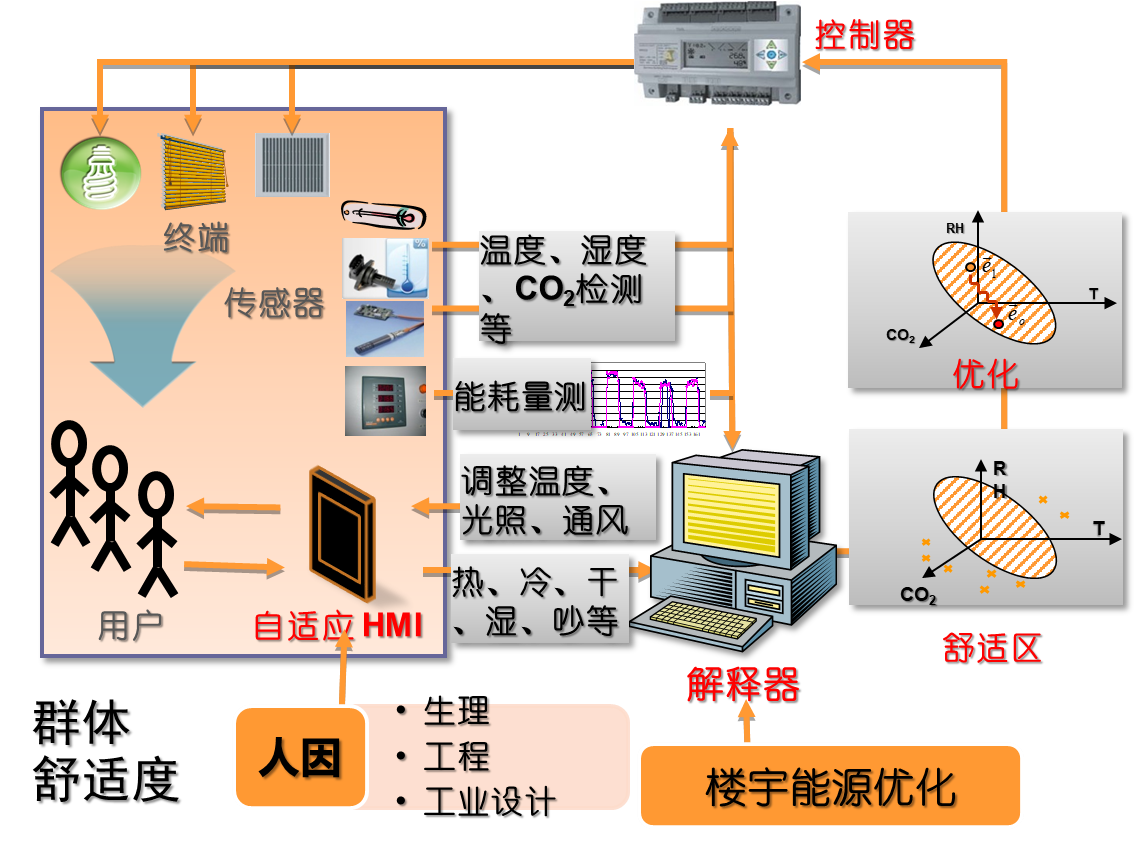 控制器
终端
传感器
温度、湿度
、CO₂检测
等
能耗量测
调整温度、
光照、通风
热、冷、干
、湿、吵等
用户
自适应 HMI
解释器
RH
T
CO₂
e₁
eₒ
优化
R
H
T
CO₂
舒适区
群体
舒适度
人因
• 生理
• 工程
• 工业设计
楼宇能源优化